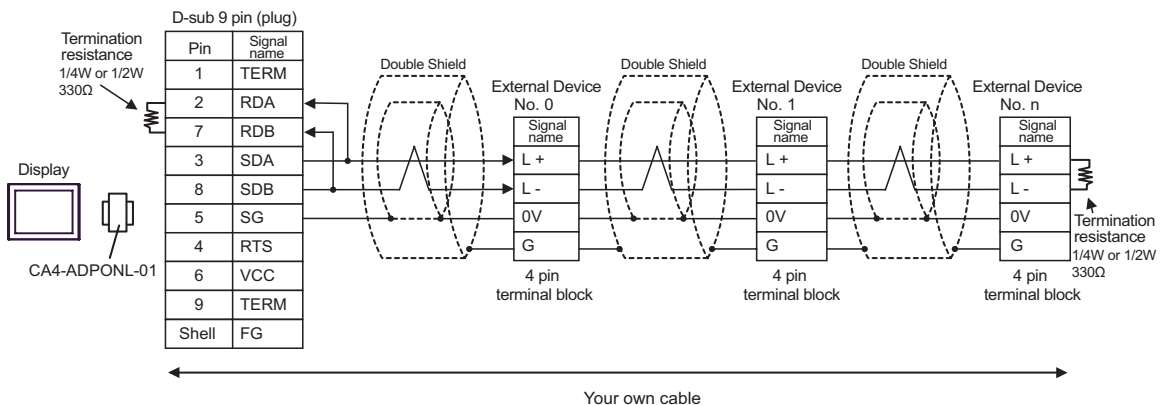 D-sub 9 pin (plug)
Termination
resistance
1/4W or 1/2W
330Ω
Pin Signal name
1 TERM
2 RDA
7 RDB
3 SDA
8 SDB
5 SG
4 RTS
6 VCC
9 TERM
Shell FG
Display
CA4-ADPONL-01
Double Shield
External Device
No. 0
Signal
name
L +
L -
0V
G
4 pin
terminal block
Double Shield
External Device
No. 1
Signal
name
L +
L -
0V
G
4 pin
terminal block
Double Shield
External Device
No. n
Signal
name
L +
L -
0V
G
4 pin
terminal block
Termination
resistance
1/4W or 1/2W
330Ω
Your own cable